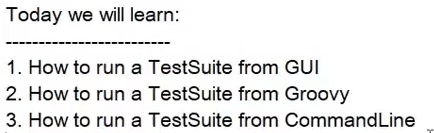 Today we will learn:
-------------------------
1. How to run a TestSuite from GUI
2. How to run a TestSuite from Groovy
3. How to run a TestSuite from CommandLine